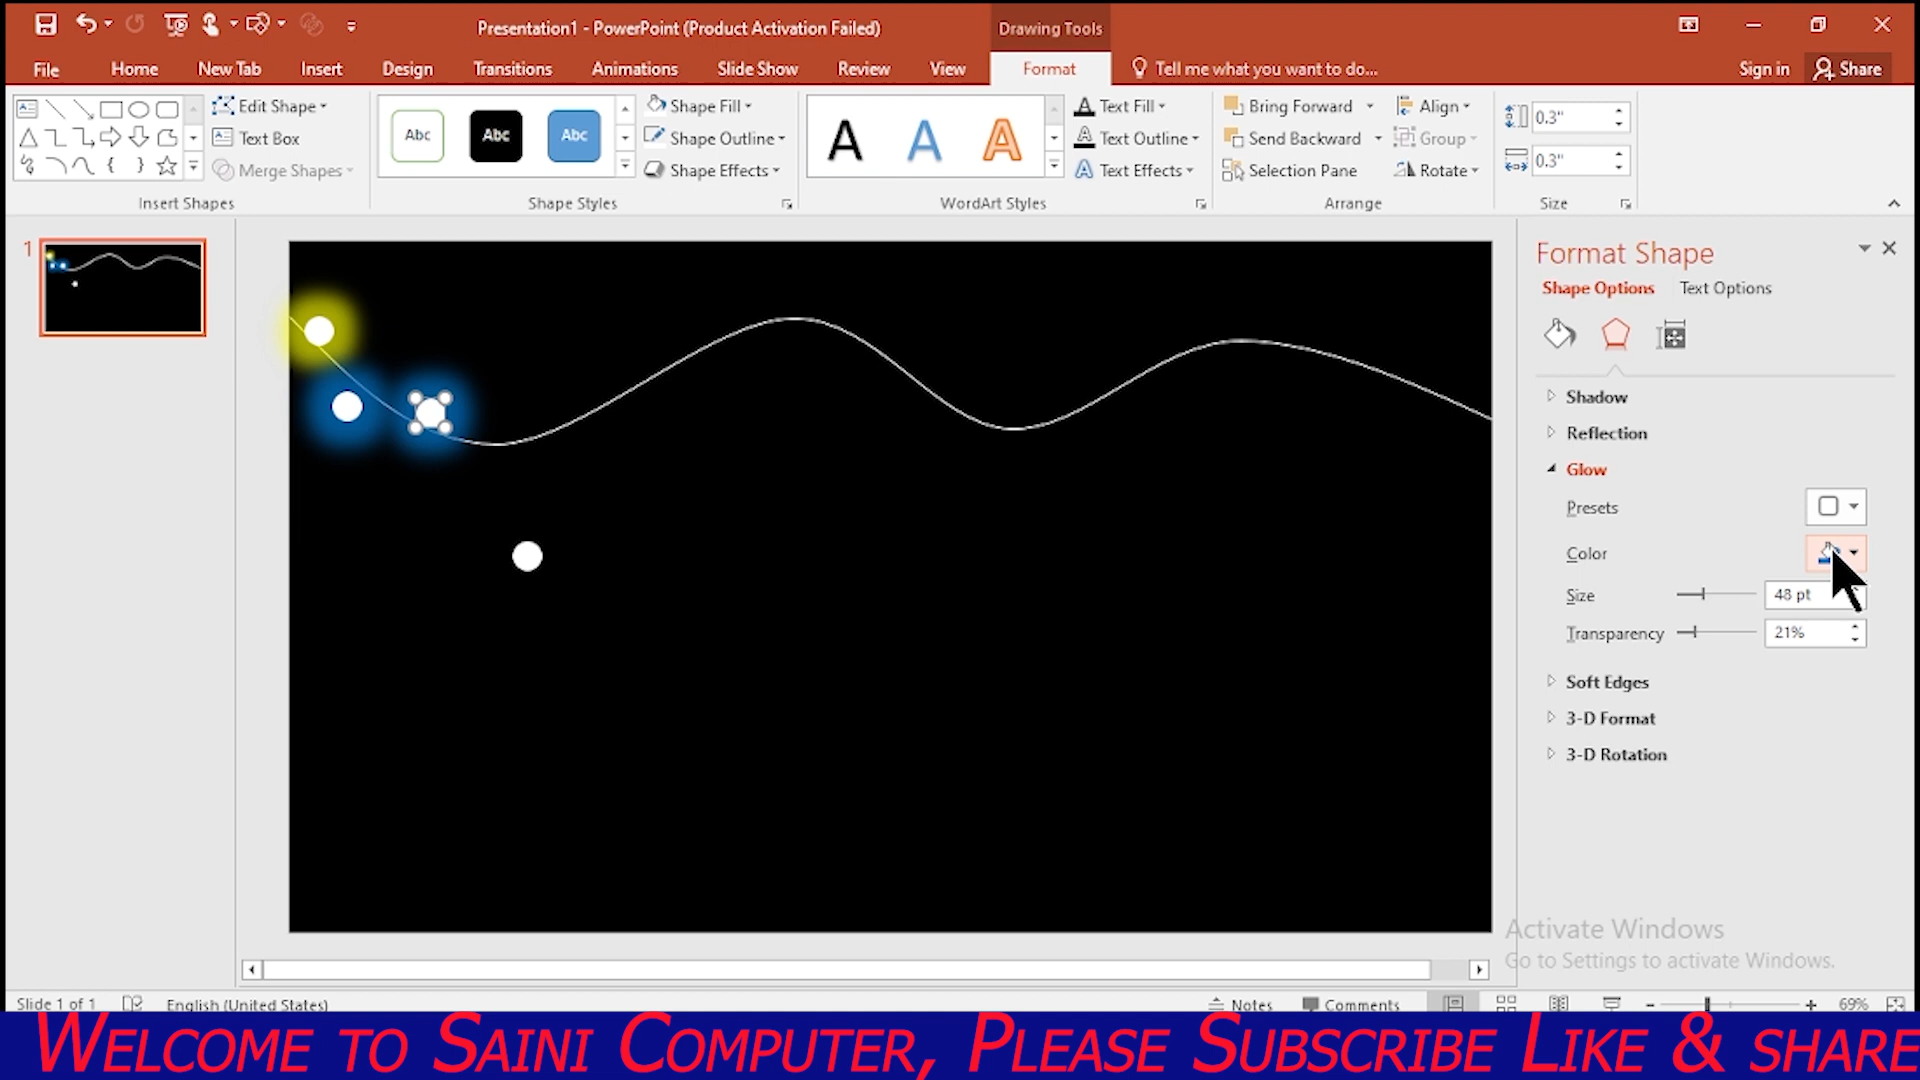 Presentation1 - PowerPoint (Product Activation Failed)
Drawing Tools
File Home New Tab Insert Design Transitions Animations Slide Show Review View Format Tell me what you want to do... Sign in Share
Edit Shape
Text Box
Merge Shapes
Insert Shapes
Abc Abc Abc
Shape Fill
Shape Outline
Shape Effects
Shape Styles
A A A
Text Fill
Text Outline
Text Effects
WordArt Styles
Bring Forward
Send Backward
Selection Pane
Align
Group
Rotate
Arrange
0.3"
0.3"
Size
1
Format Shape
Shape Options Text Options
Shadow
Reflection
Glow
Presets
Color
Size 48 pt
Transparency 21%
Soft Edges
3-D Format
3-D Rotation
Activate Windows
Go to Settings to activate Windows.
Slide 1 of 1 English (United States) Notes Comments 69%
WELCOME TO SAINI COMPUTER, PLEASE SUBSCRIBE LIKE & SHARE